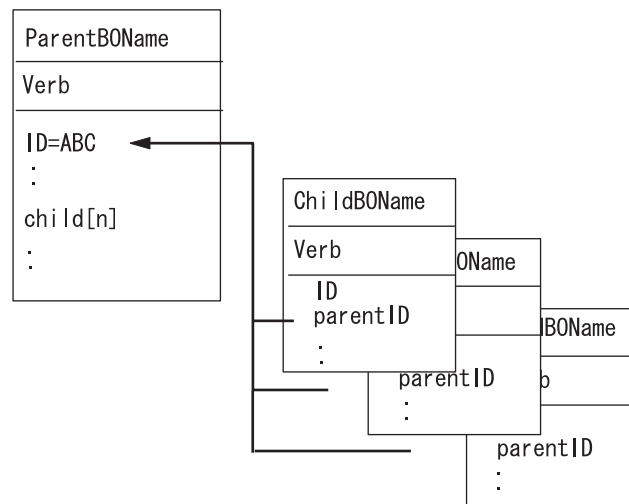 ParentBOName
Verb
ID=ABC
:
child[n]
:
ChildBOName
Verb
ID
parentID
:
OName
parentID
:
BOName
b
parentID
: